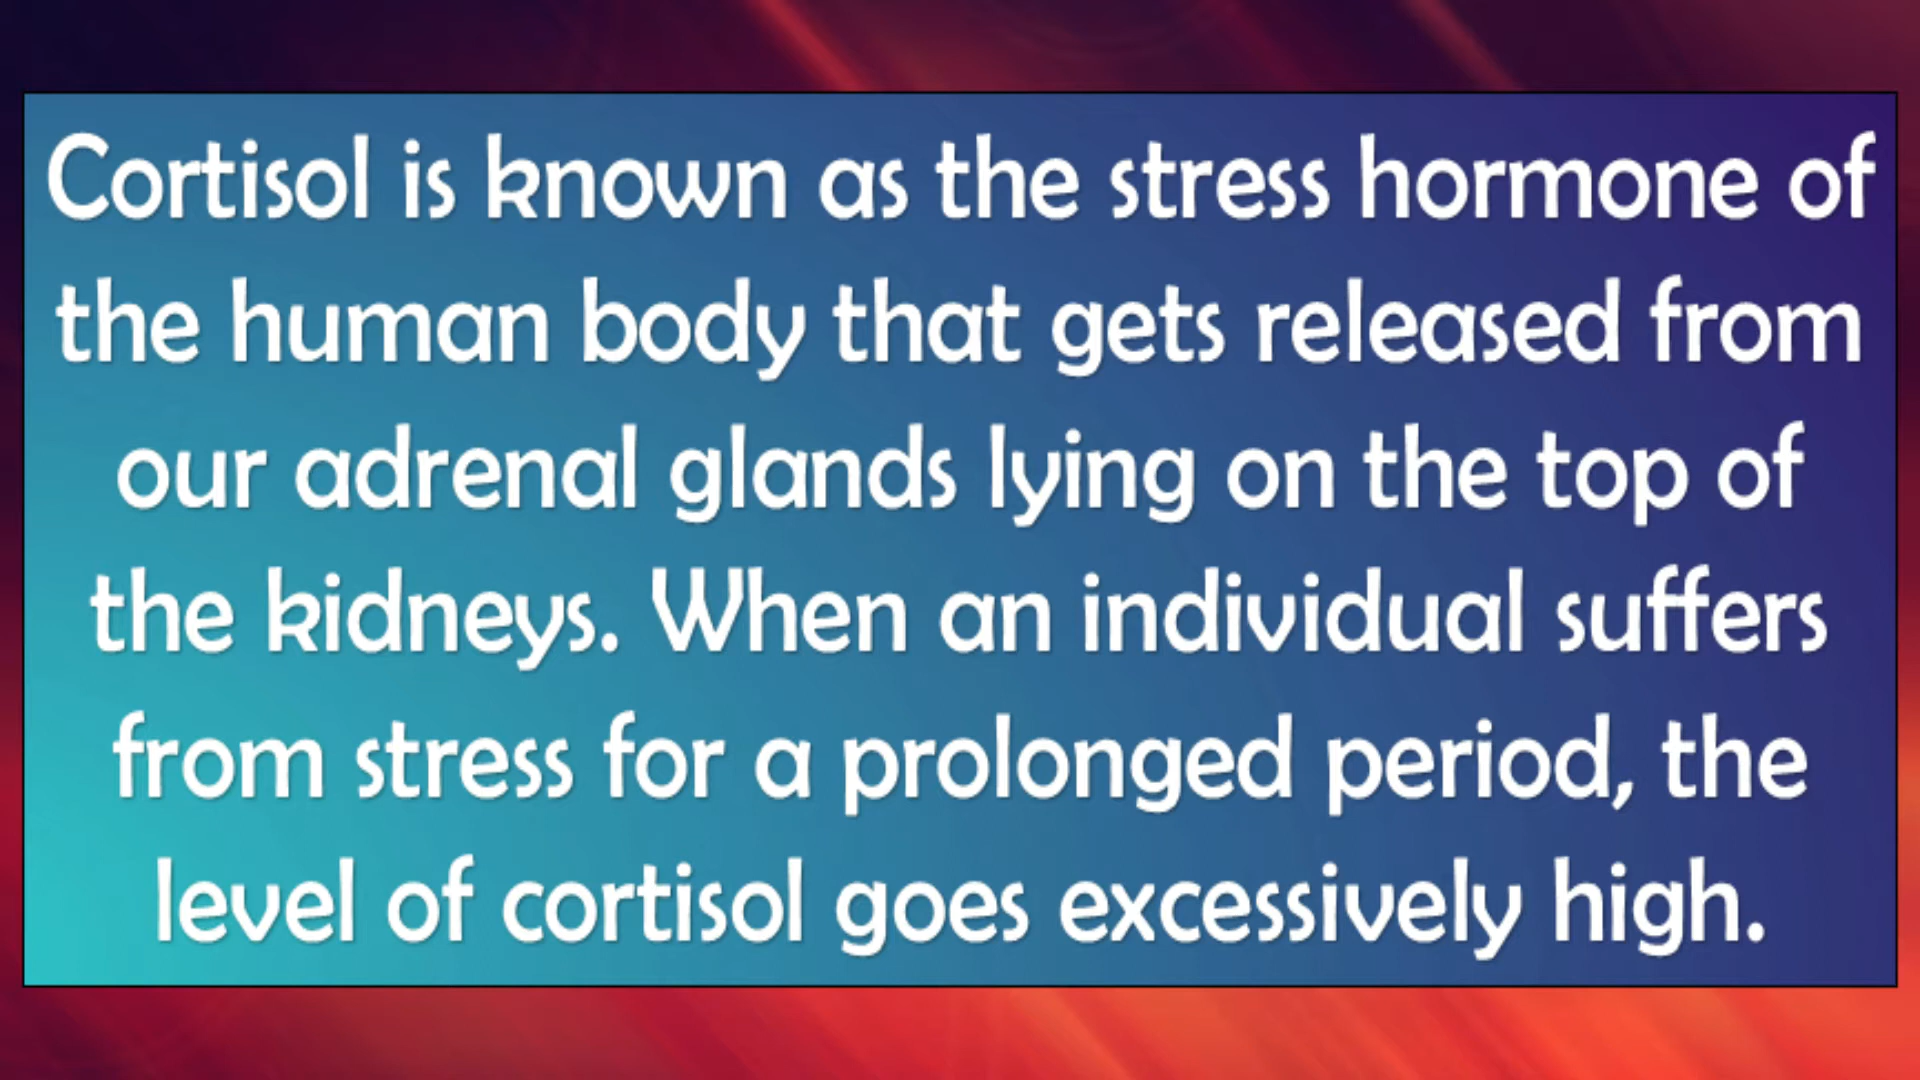 Cortisol is known as the stress hormone of
the human body that gets released from
our adrenal glands lying on the top of
the kidneys. When an individual suffers
from stress for a prolonged period, the
level of cortisol goes excessively high.